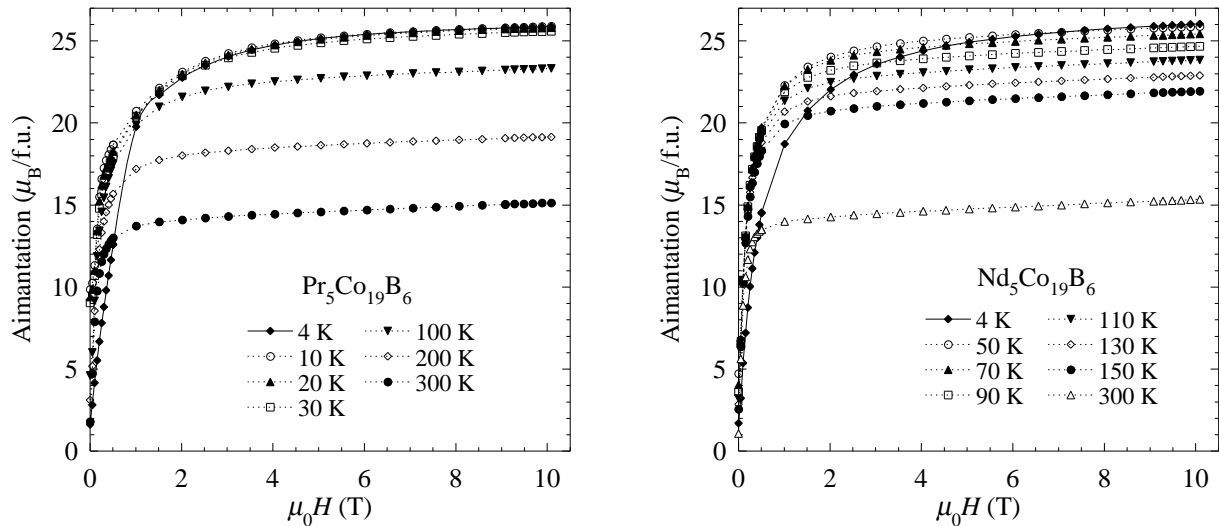 25
20
15
10
5
0
Aimantation (μB/f.u.)
Pr5Co19B6
4 K
10 K
20 K
30 K
100 K
200 K
300 K
0 2 4 6 8 10
μ0H (T)
25
20
15
10
5
0
Aimantation (μB/f.u.)
Nd5Co19B6
4 K
50 K
70 K
90 K
110 K
130 K
150 K
300 K
0 2 4 6 8 10
μ0H (T)